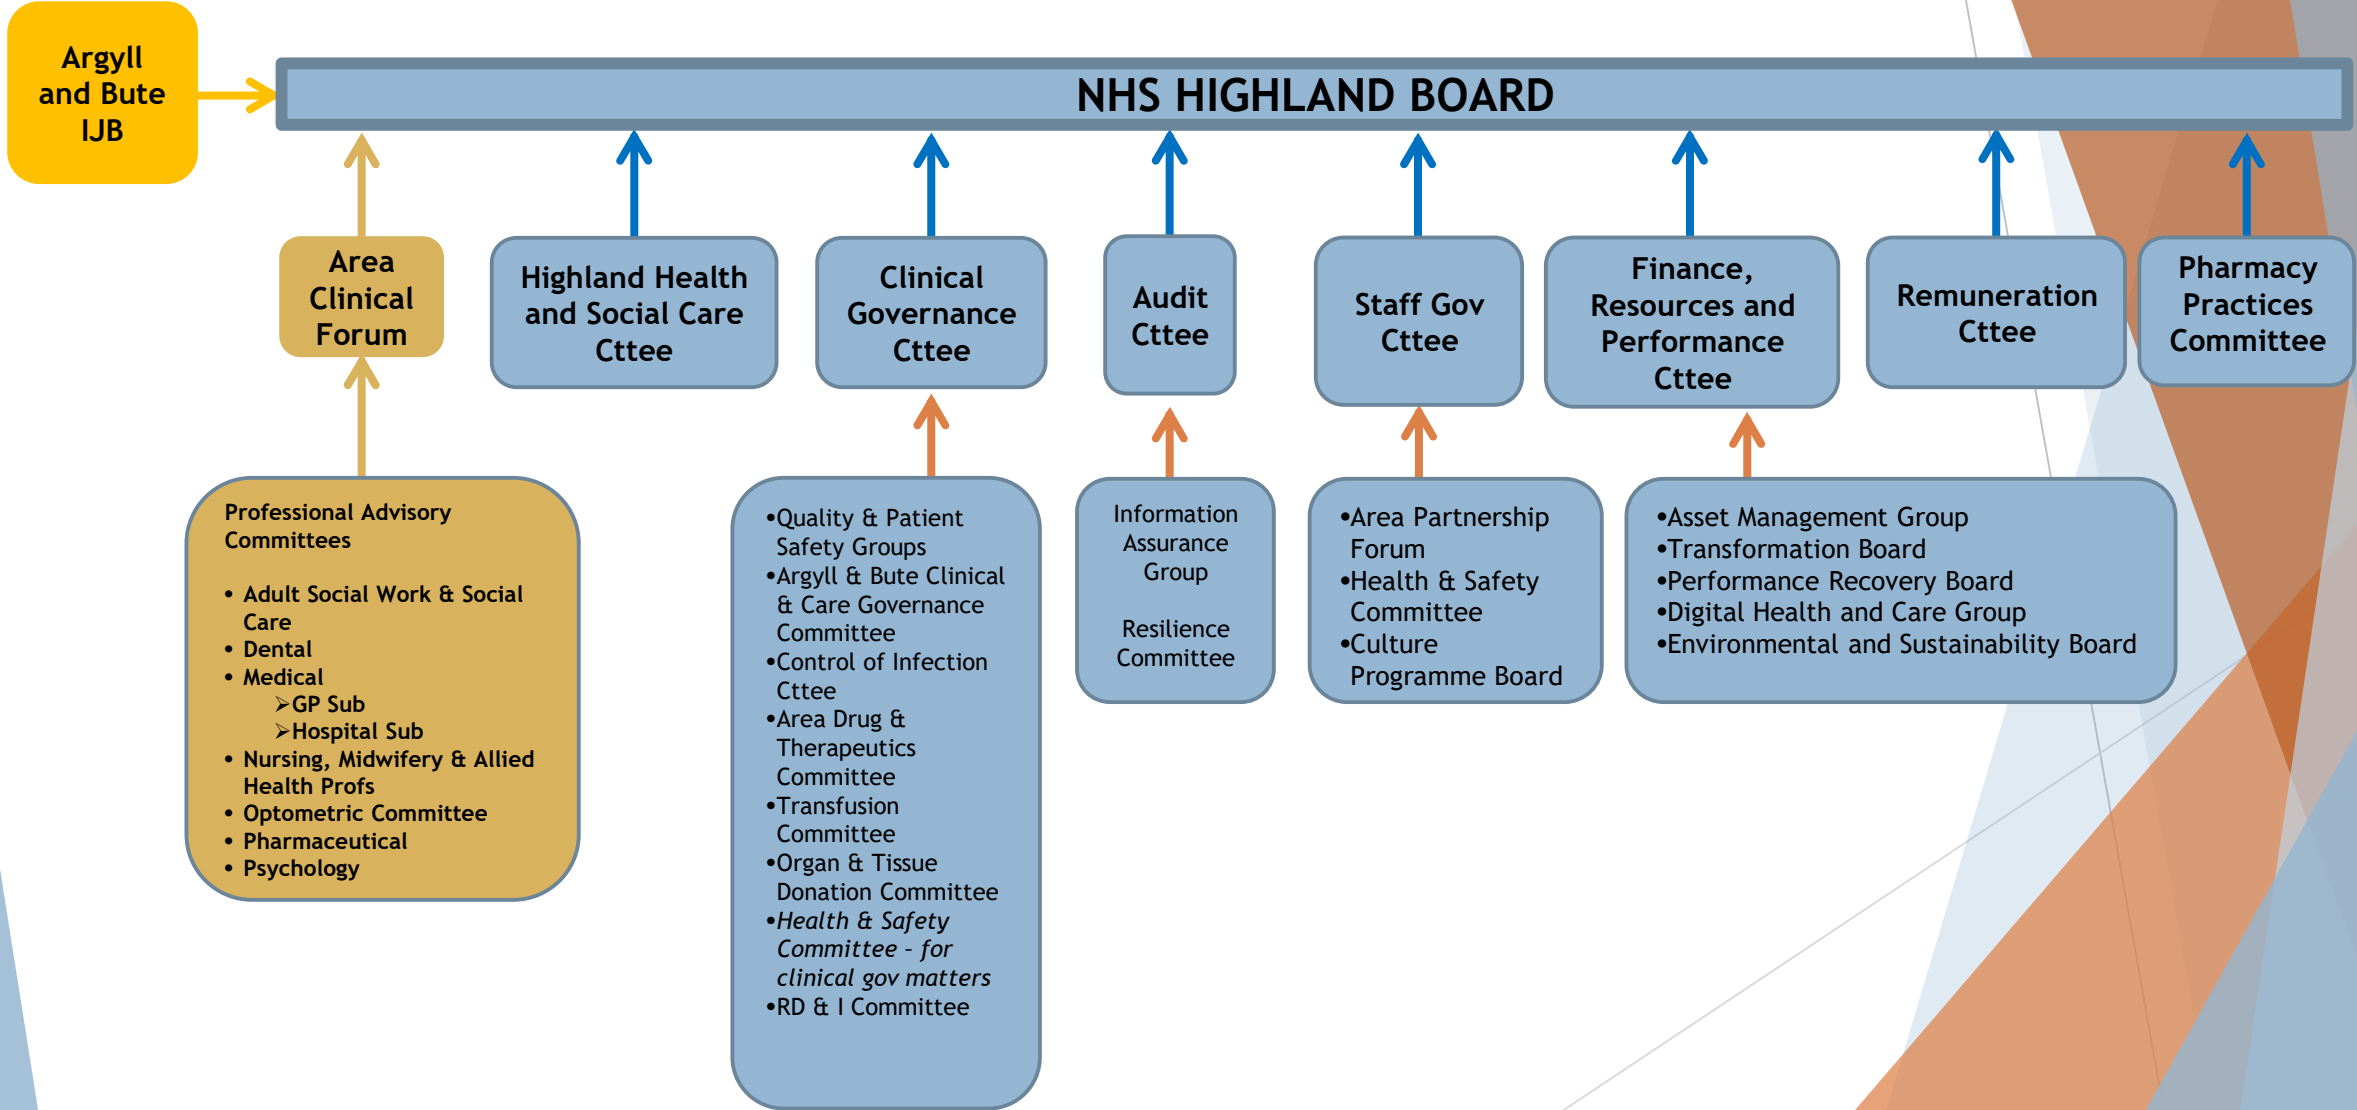 Argyll
and Bute
IJB
NHS HIGHLAND BOARD
Area
Clinical
Forum
Highland Health
and Social Care
Cttee
Clinical
Governance
Cttee
Audit
Cttee
Staff Gov
Cttee
Finance,
Resources and
Performance
Cttee
Remuneration
Cttee
Pharmacy
Practices
Committee
Professional Advisory
Committees
• Adult Social Work & Social
Care
• Dental
• Medical
➢GP Sub
➢Hospital Sub
• Nursing, Midwifery & Allied
Health Profs
• Optometric Committee
• Pharmaceutical
• Psychology
•Quality & Patient
Safety Groups
•Argyll & Bute Clinical
& Care Governance
Committee
•Control of Infection
Cttee
•Area Drug &
Therapeutics
Committee
•Transfusion
Committee
•Organ & Tissue
Donation Committee
•Health & Safety
Committee – for
clinical gov matters
•RD & I Committee
Information
Assurance
Group
Resilience
Committee
•Area Partnership
Forum
•Health & Safety
Committee
•Culture
Programme Board
•Asset Management Group
•Transformation Board
•Performance Recovery Board
•Digital Health and Care Group
•Environmental and Sustainability Board